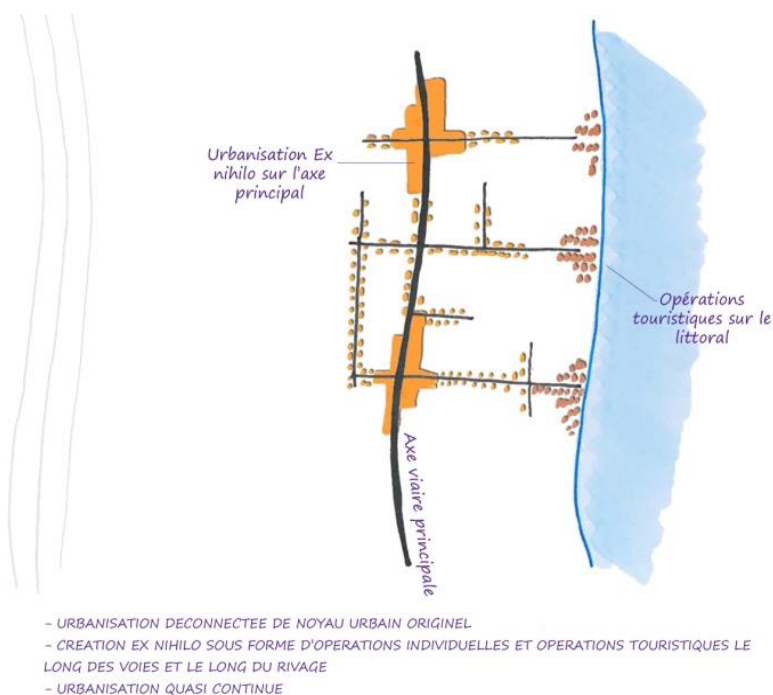 Urbanisation Ex
nihilo sur l'axe
principal
Opérations
touristiques sur le
littoral
Axe viaire principale
- URBANISATION DECONNECTEE DE NOYAU URBAIN ORIGINEL
- CREATION EX NIHILO SOUS FORME D'OPERATIONS INDIVIDUELLES ET OPERATIONS TOURISTIQUES LE
LONG DES VOIES ET LE LONG DU RIVAGE
- URBANISATION QUASI CONTINUE